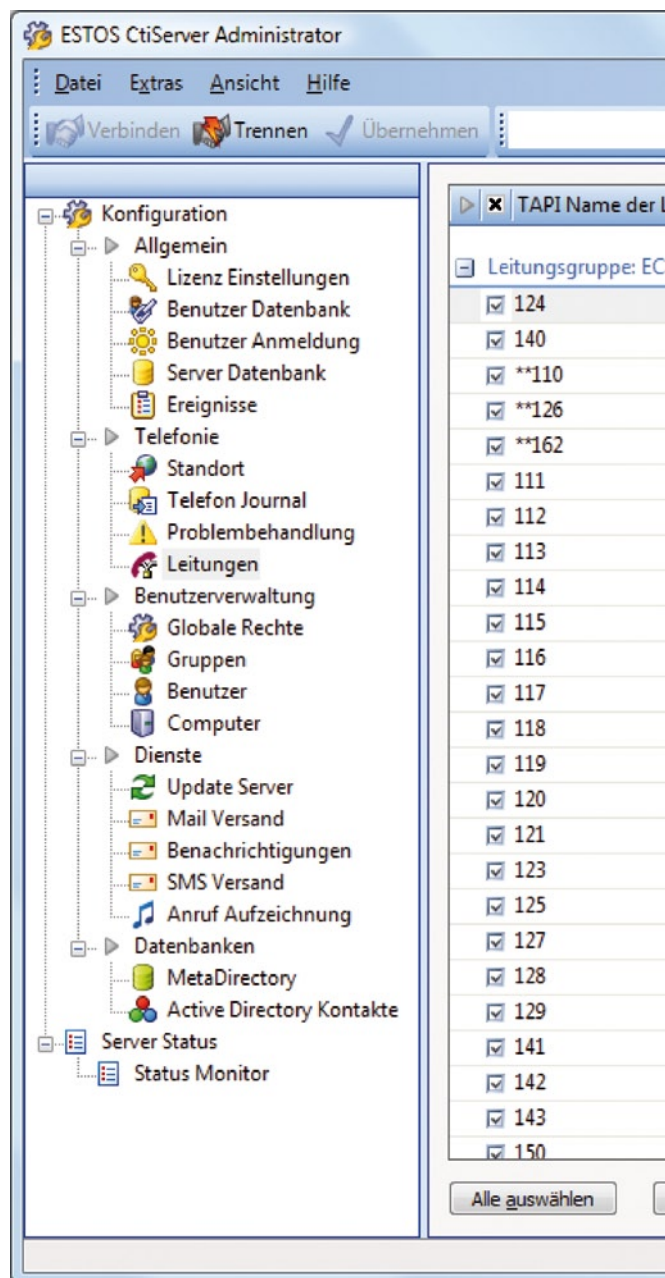 ESTOS CtiServer Administrator
Datei Extras Ansicht Hilfe
Verbinden Trennen Übernehmen
Konfiguration
Allgemein
Lizenz Einstellungen
Benutzer Datenbank
Benutzer Anmeldung
Server Datenbank
Ereignisse
Telefonie
Standort
Telefon Journal
Problembehandlung
Leitungen
Benutzerverwaltung
Globale Rechte
Gruppen
Benutzer
Computer
Dienste
Update Server
Mail Versand
Benachrichtigungen
SMS Versand
Anruf Aufzeichnung
Datenbanken
MetaDirectory
Active Directory Kontakte
Server Status
Status Monitor
TAPI Name der L
Leitungsgruppe: EC
124
140
**110
**126
**162
111
112
113
114
115
116
117
118
119
120
121
123
125
127
128
129
141
142
143
150
Alle auswählen